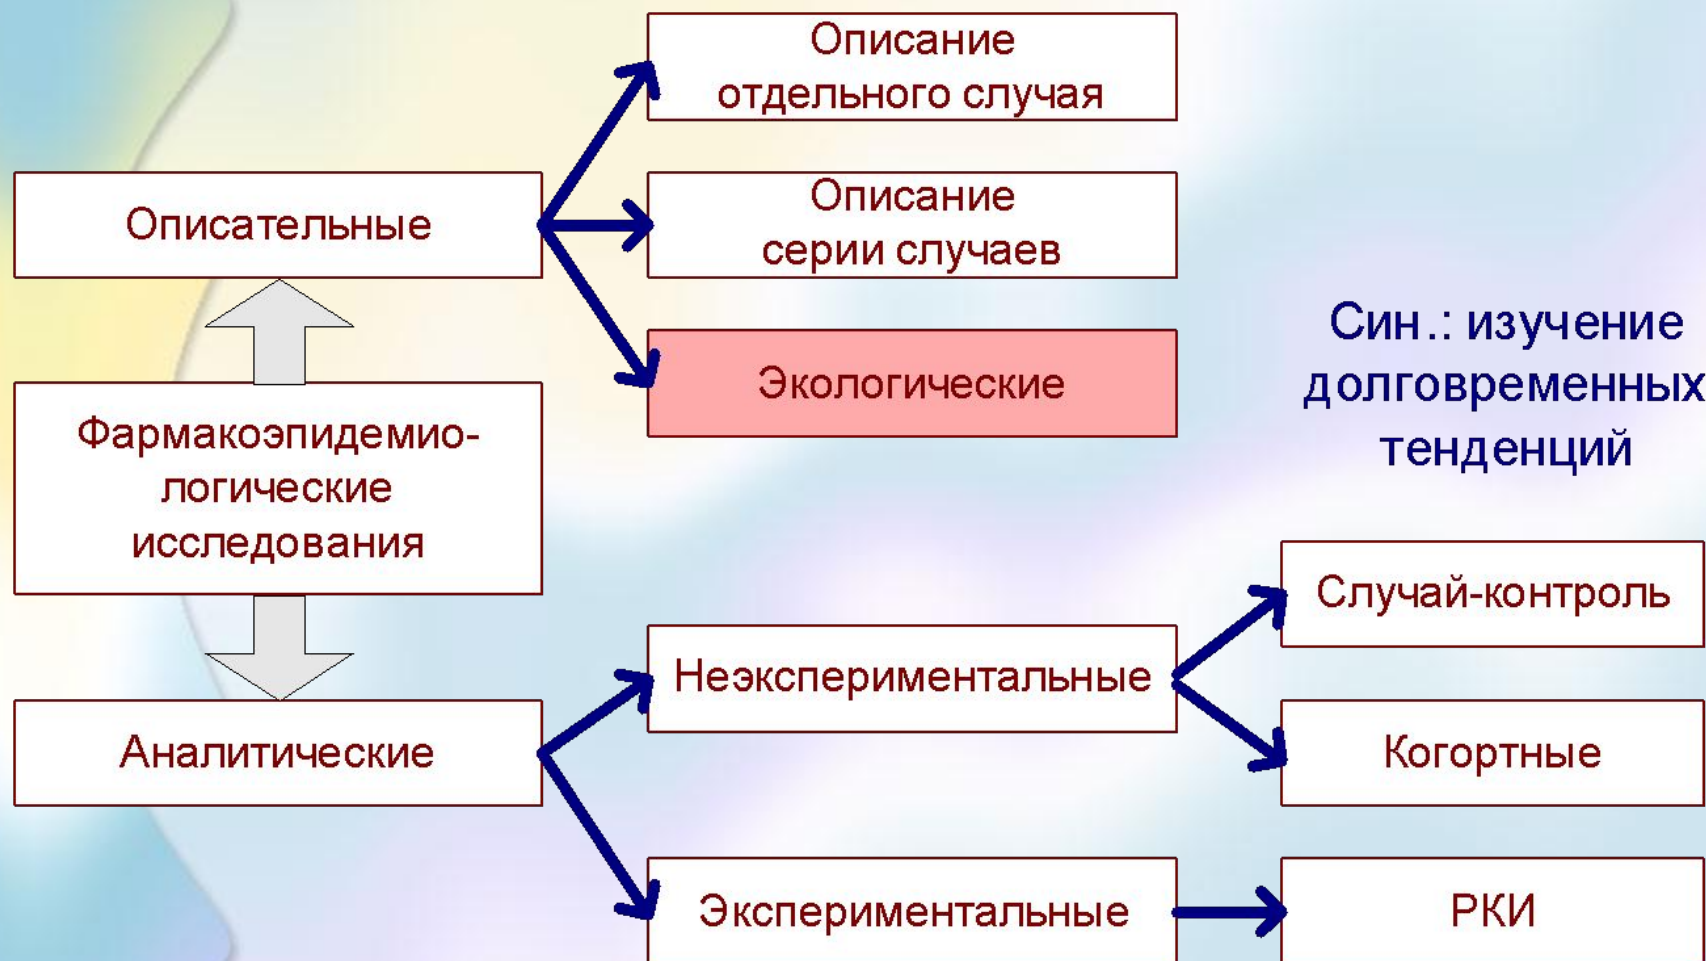 Описание
отдельного случая
Описательные
Описание
серии случаев
Экологические
Син.: изучение
долговременных
тенденций
Фармакоэпидемио-
логические
исследования
Случай-контроль
Неэкспериментальные
Аналитические
Когортные
Экспериментальные
РКИ